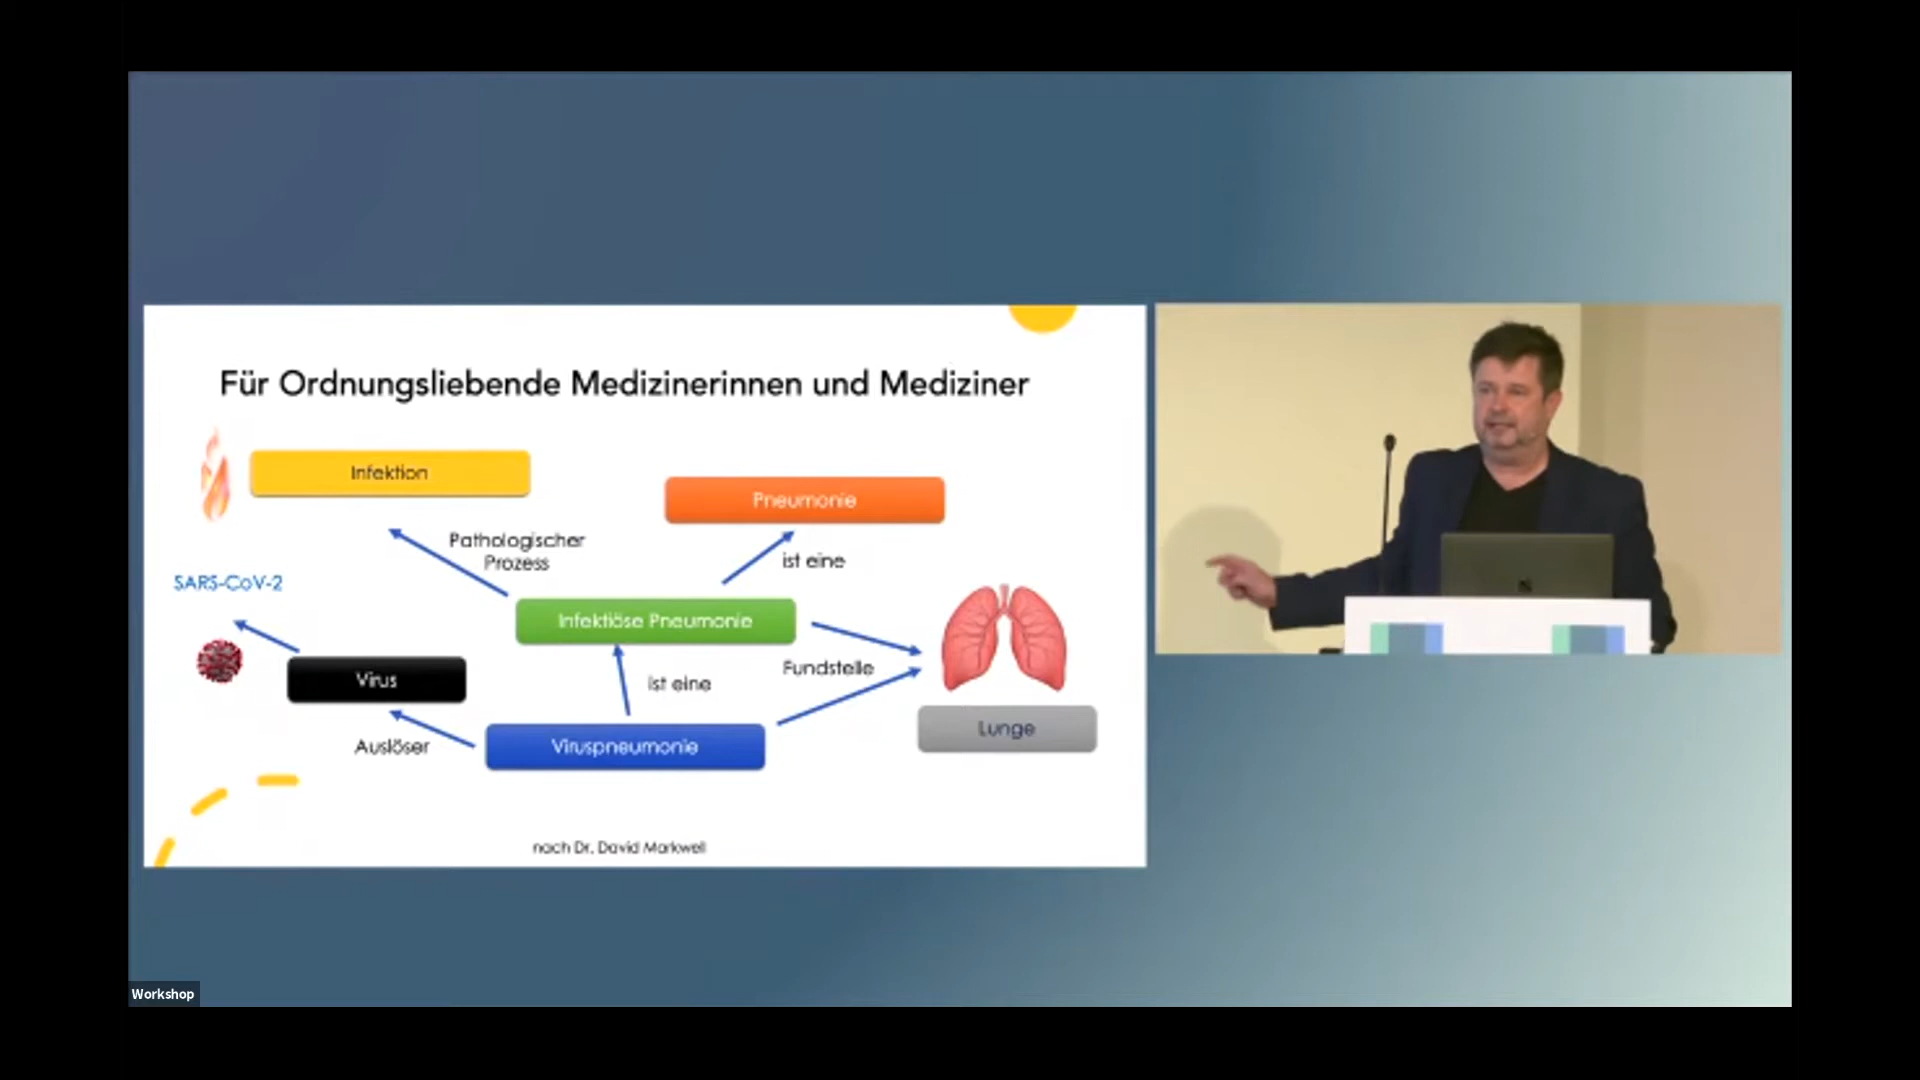 Für Ordnungsliebende Medizinerinnen und Mediziner
Infektion
Pneumonie
Pathologischer
Prozess
ist eine
SARS-CoV-2
Infektiöse Pneumonie
Fundstelle
Virus
ist eine
Lunge
Auslöser
Viruspneumonie
nach Dr. David Markwell
Workshop